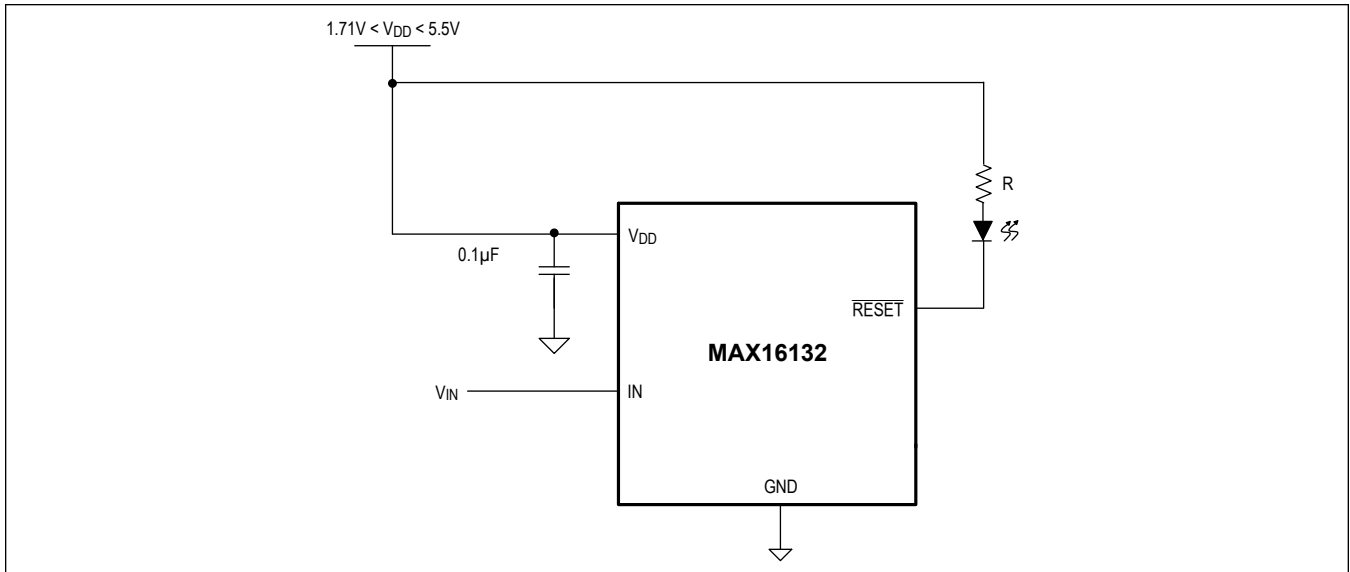 1.71V < VDD < 5.5V
R
VDD
0.1µF
RESET
MAX16132
VIN
IN
GND